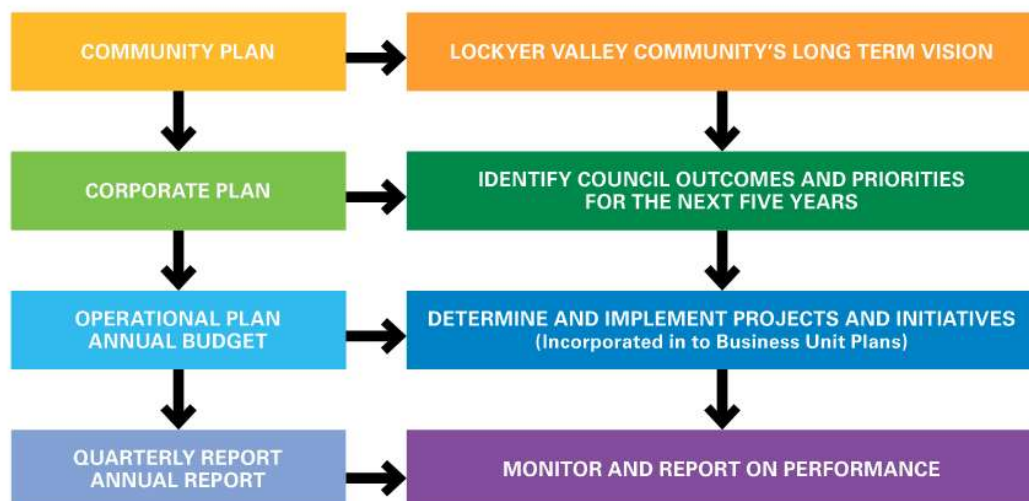 COMMUNITY PLAN
LOCKYER VALLEY COMMUNITY'S LONG TERM VISION
CORPORATE PLAN
IDENTIFY COUNCIL OUTCOMES AND PRIORITIES
FOR THE NEXT FIVE YEARS
OPERATIONAL PLAN
ANNUAL BUDGET
DETERMINE AND IMPLEMENT PROJECTS AND INITIATIVES
(Incorporated in to Business Unit Plans)
QUARTERLY REPORT
ANNUAL REPORT
MONITOR AND REPORT ON PERFORMANCE